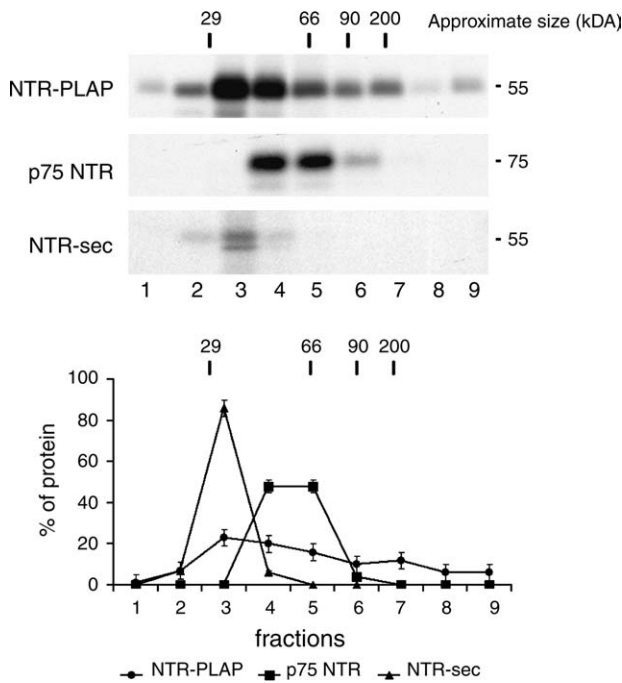 29 66 90 200 Approximate size (kDA)
NTR-PLAP - 55
p75 NTR - 75
NTR-sec - 55
1 2 3 4 5 6 7 8 9
29 66 90 200
100
80
60
40
20
0
% of protein
1 2 3 4 5 6 7 8 9
fractions
NTR-PLAP p75 NTR NTR-sec